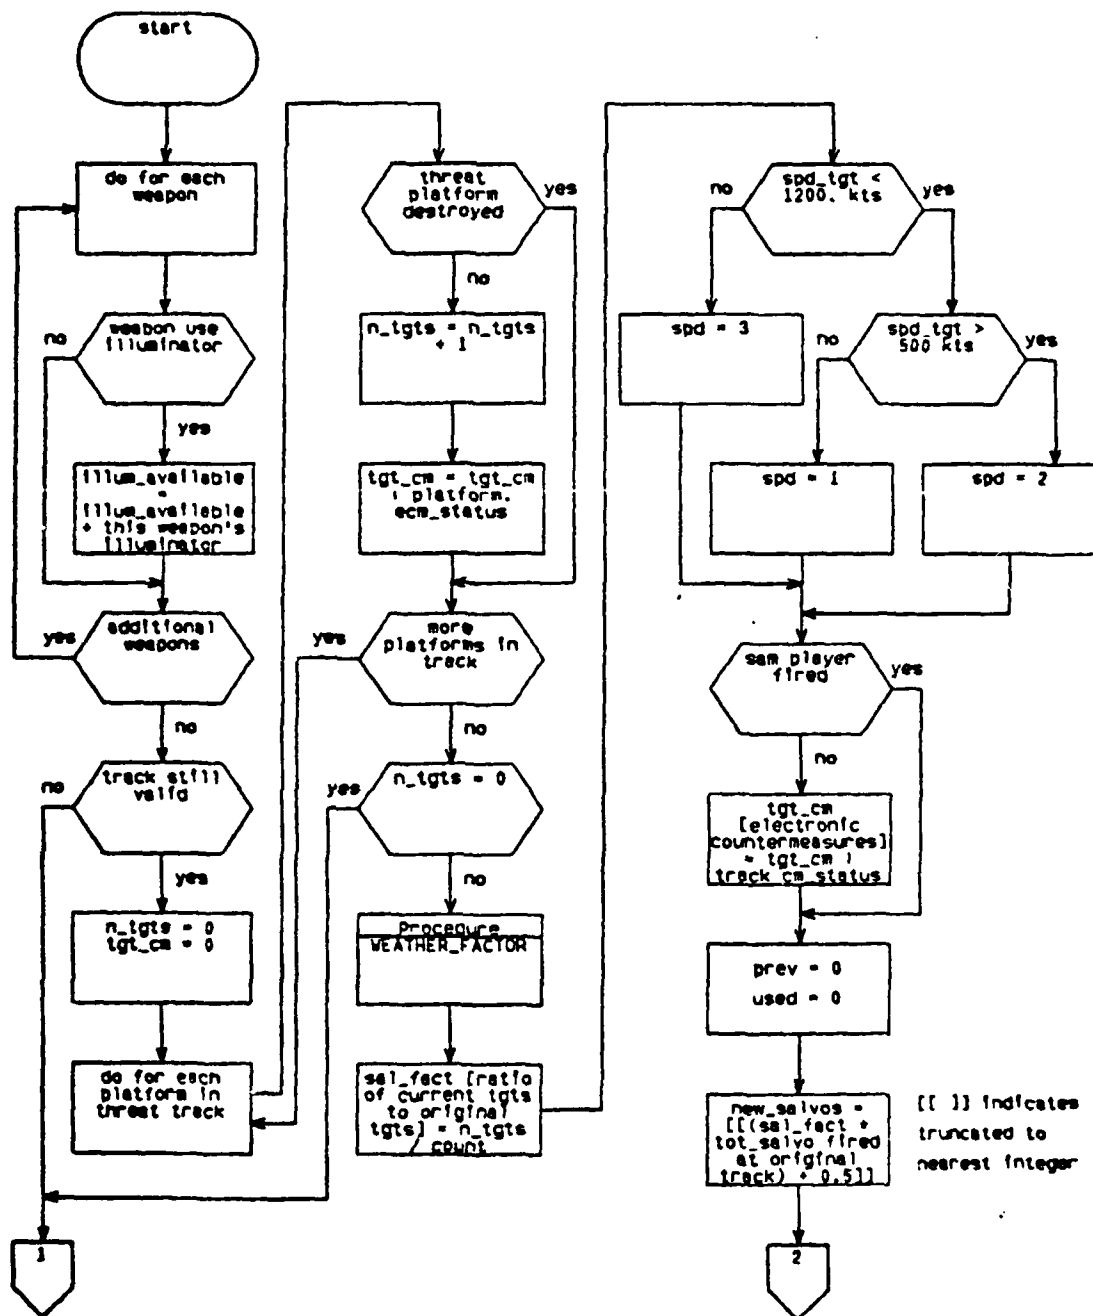 start
do for each
weapon
no
weapon use
illuminator
yes
illum_available
=
illum_available
+ this weapon's
illuminator
yes
additional
weapons
no
no
track still
valid
yes
n_tgts = 0
tgt_cm = 0
do for each
platform in
threat track
1
threat
platform
destroyed
yes
no
n_tgts = n_tgts
+ 1
tgt_cm = tgt_cm
| platform.
ecm_status
yes
more
platforms in
track
no
yes
n_tgts = 0
no
Procedure
WEATHER_FACTOR
sal_fact [ratio
of current tgts
to original
tgts] = n_tgts
/ count
no
spd_tgt <
1200. kts
yes
spd = 3
no
spd_tgt >
500 kts
yes
spd = 1
spd = 2
sam player
fired
yes
no
tgt_cm
[electronic
countermeasures]
= tgt_cm |
track cm_status
prev = 0
used = 0
new_salvos =
[[(sal_fact *
tot_salvo fired
at original
track) + 0.5]]
[[ ]] indicates
truncated to
nearest integer
2